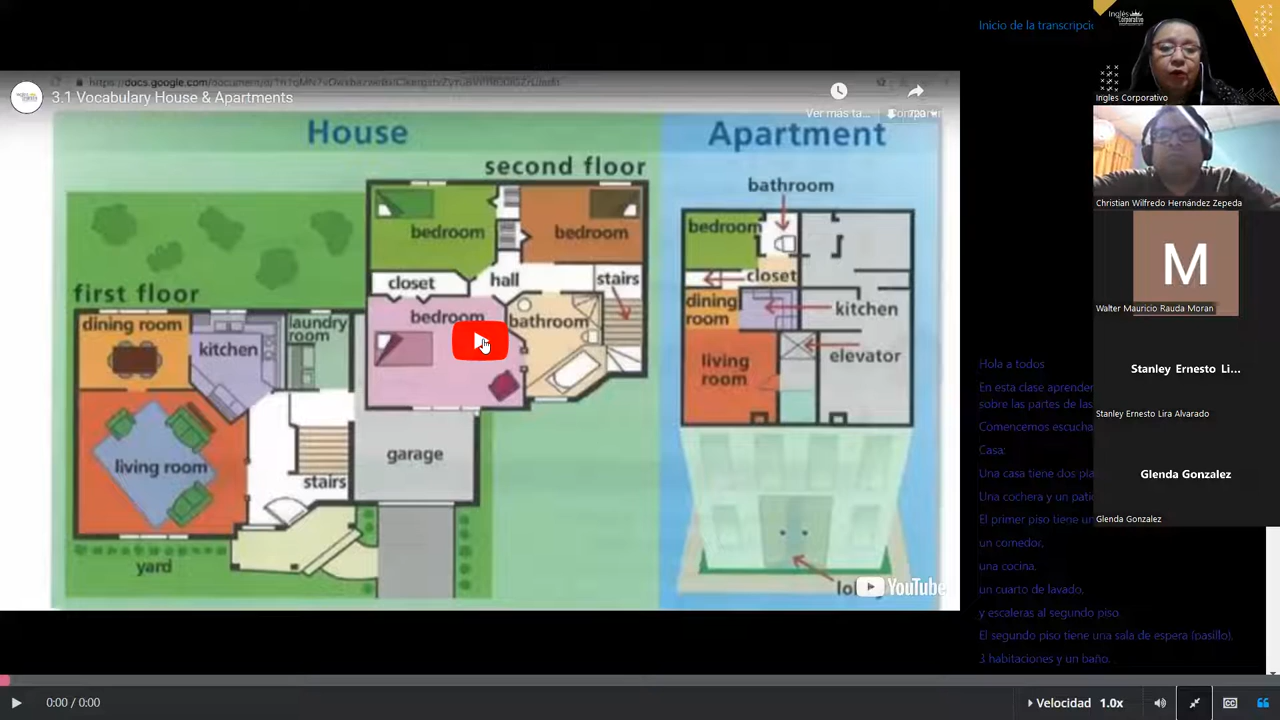 3.1 Vocabulary House & Apartments
Ver más ta...
House
Apartment
second floor
bathroom
bedroom
bedroom
bedroom
closet
hall
stairs
closet
first floor
dining room
kitchen
laundry
room
bedroom
bathroom
dining
room
kitchen
living
room
elevator
living room
stairs
garage
yard
YouTube
Inicio de la transcripci
Hola a todos
En esta clase aprender
sobre las partes de las
Comencemos escucha
Casa:
Una casa tiene dos pla
Una cochera y un pati
El primer piso tiene un
un comedor,
una cocina,
un cuarto de lavado,
y escaleras al segundo piso
El segundo piso tiene una sala de espera (pasillo),
3 habitaciones y un baño.
Inglés
Corporativo
Ingles Corporativo
Christian Wilfredo Hernández Zepeda
M
Walter Mauricio Rauda Moran
Stanley Ernesto Li...
Stanley Ernesto Lira Alvarado
Glenda Gonzalez
Glenda Gonzalez
0:00 / 0:00
Velocidad 1.0x